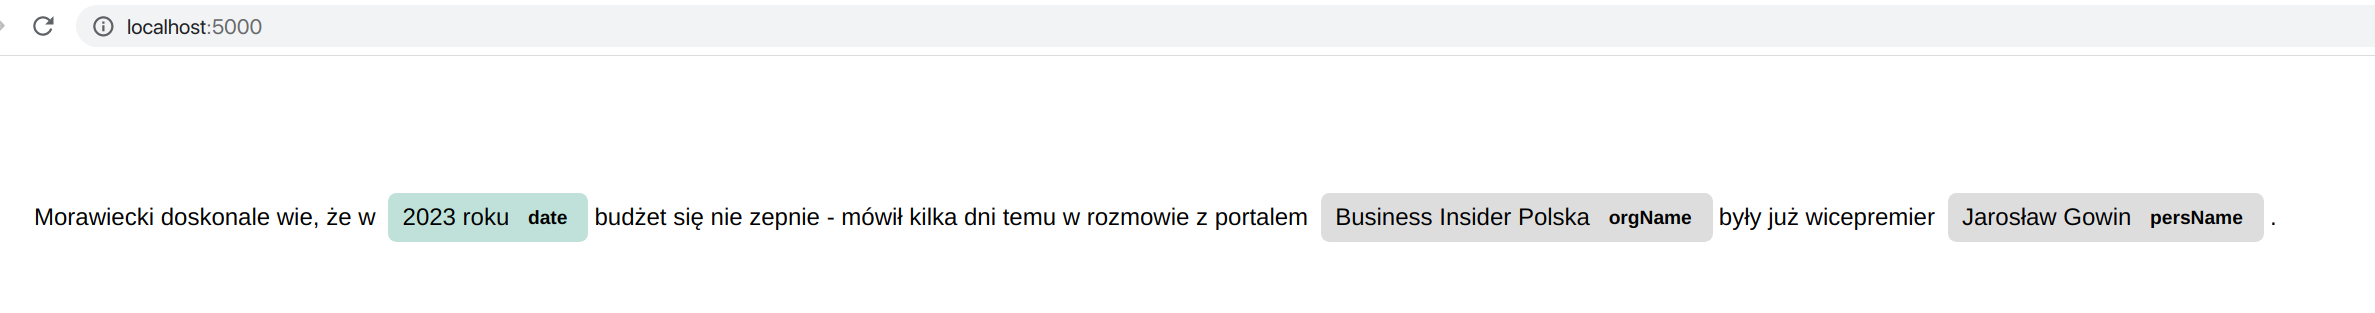 localhost:5000
Morawiecki doskonale wie, że w 2023 roku date budżet się nie zepnie - mówił kilka dni temu w rozmowie z portalem Business Insider Polska orgName były już wicepremier Jarosław Gowin persName .